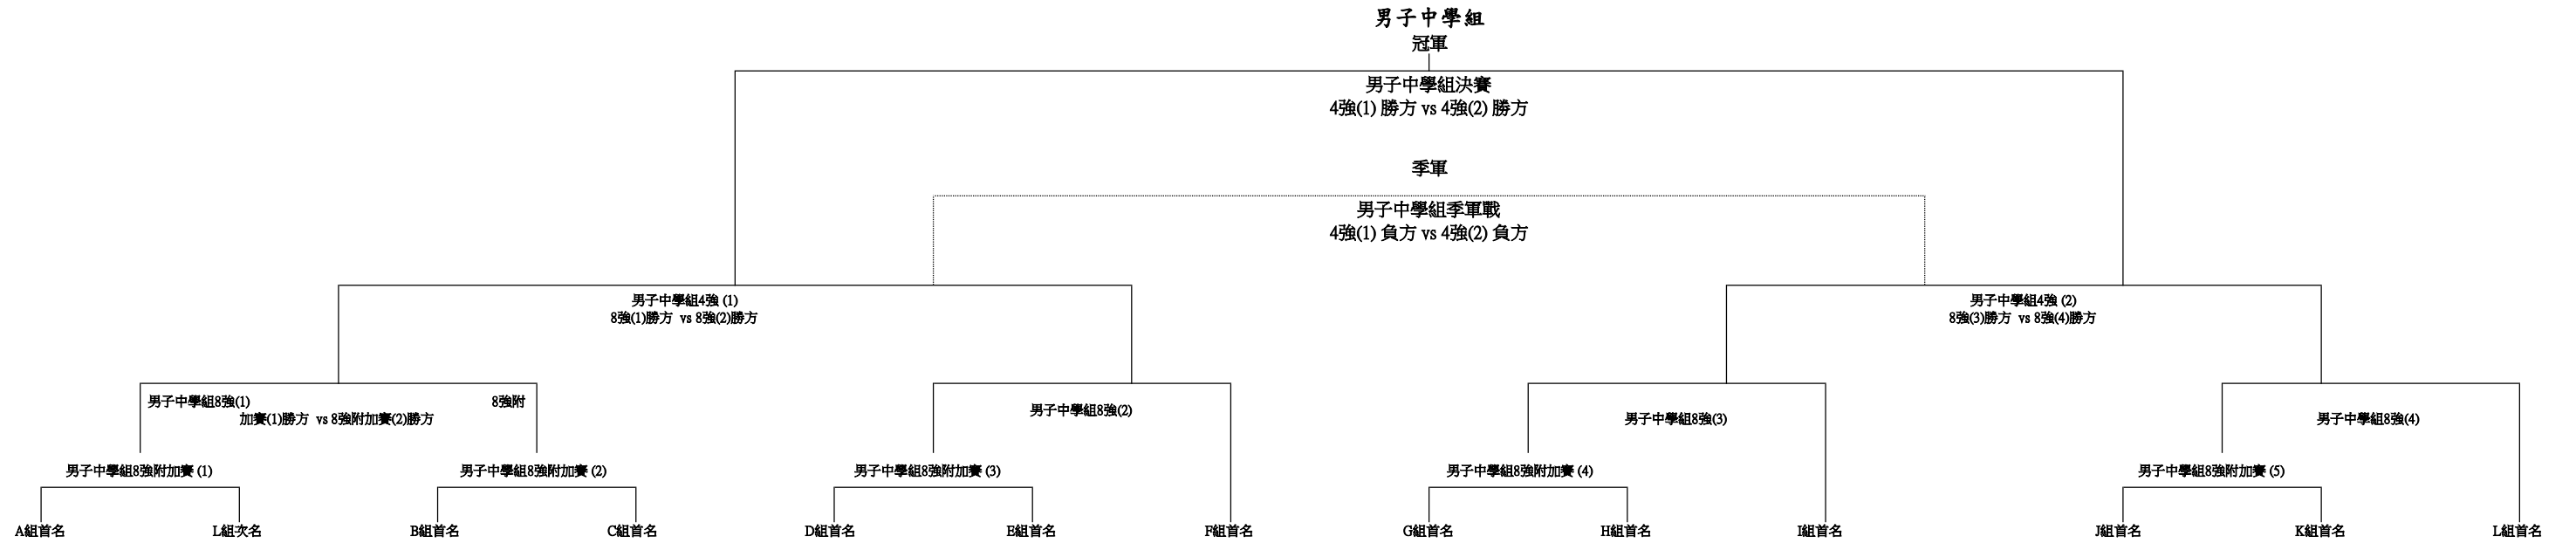 男子中學組
冠軍
男子中學組決賽
4強(1) 勝方 vs 4強(2) 勝方
季軍
男子中學組季軍戰
4強(1) 負方 vs 4強(2) 負方
男子中學組4強 (1)
8強(1)勝方 vs 8強(2)勝方
男子中學組4強 (2)
8強(3)勝方 vs 8強(4)勝方
男子中學組8強(1) 8強附
加賽(1)勝方 vs 8強附加賽(2)勝方
男子中學組8強(2)
男子中學組8強(3)
男子中學組8強(4)
男子中學組8強附加賽 (1)
男子中學組8強附加賽 (2)
男子中學組8強附加賽 (3)
男子中學組8強附加賽 (4)
男子中學組8強附加賽 (5)
A組首名
L組次名
B組首名
C組首名
D組首名
E組首名
F組首名
G組首名
H組首名
I組首名
J組首名
K組首名
L組首名